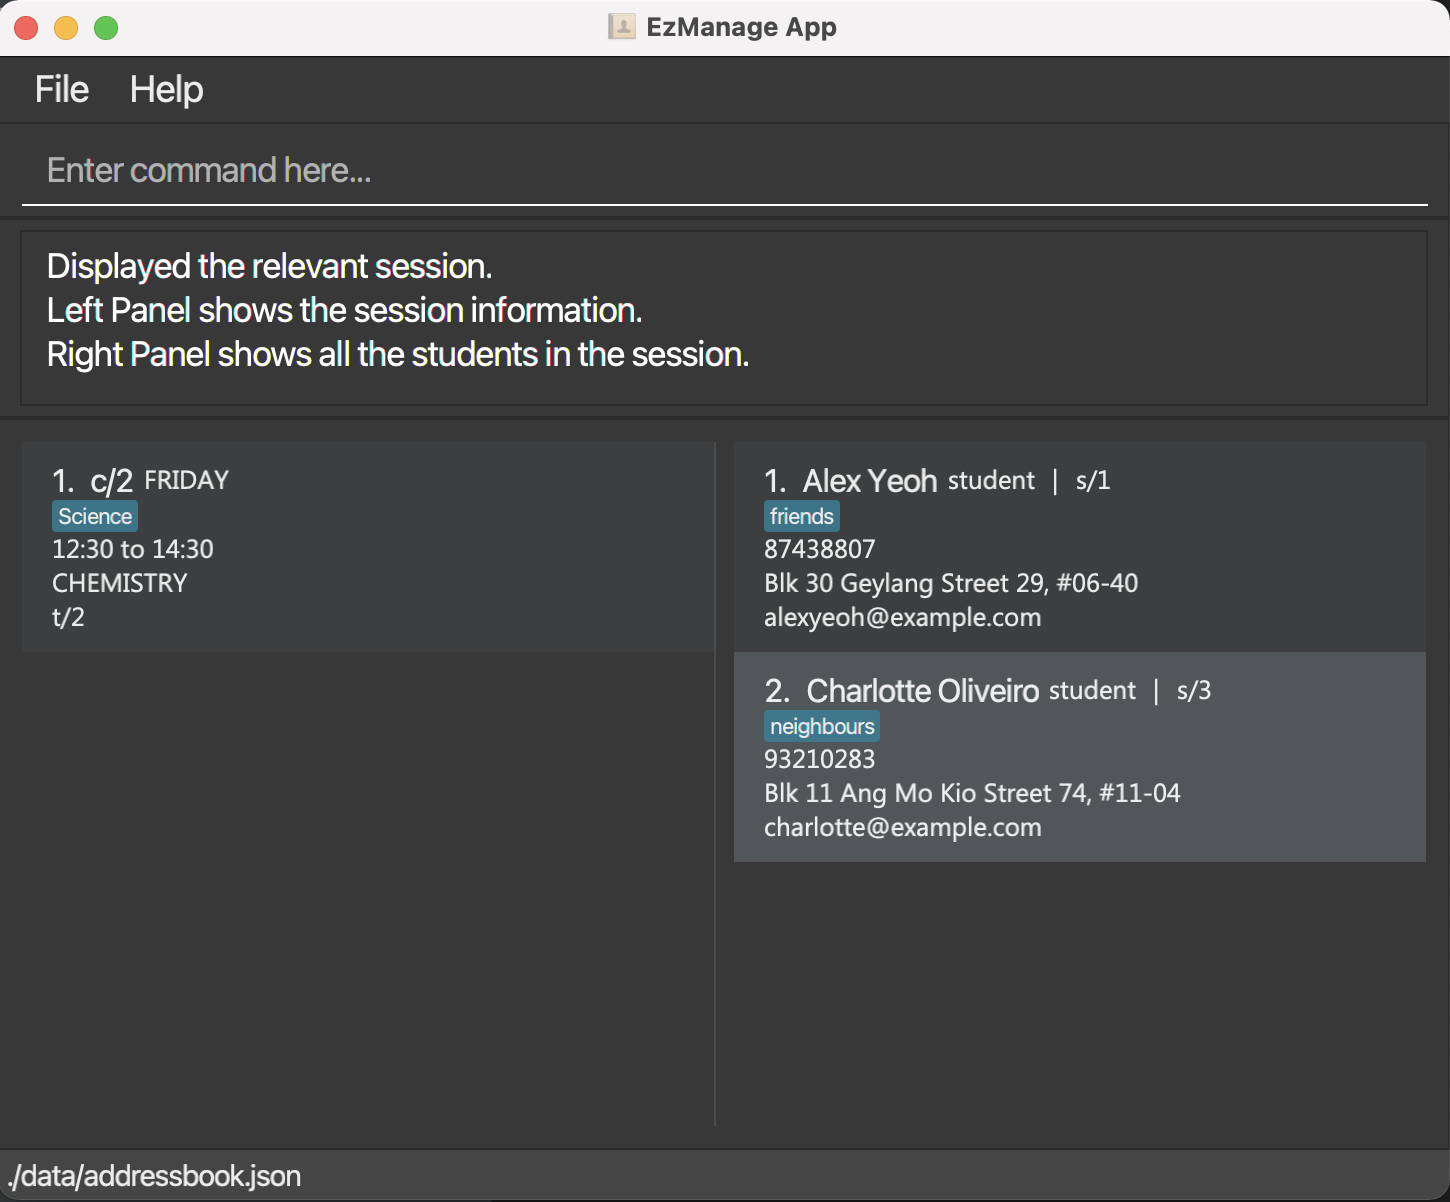 EzManage App
File Help
Enter command here...
Displayed the relevant session.
Left Panel shows the session information.
Right Panel shows all the students in the session.
1. c/2 FRIDAY
Science
12:30 to 14:30
CHEMISTRY
t/2
1. Alex Yeoh student | s/1
friends
87438807
Blk 30 Geylang Street 29, #06-40
alexyeoh@example.com
2. Charlotte Oliveiro student | s/3
neighbours
93210283
Blk 11 Ang Mo Kio Street 74, #11-04
charlotte@example.com
./data/addressbook.json